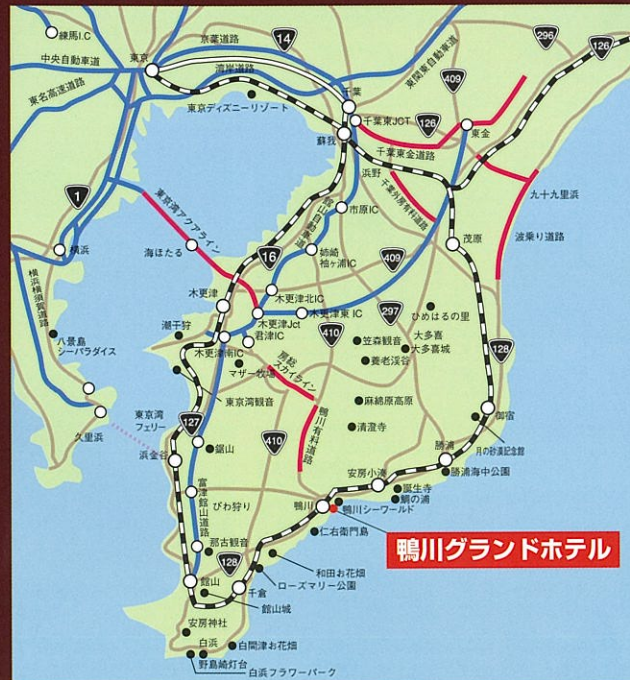 練馬I.C
京葉道路
14
296
126
中央自動車道
東京
湾岸道路
東関東自動車道
東名高速道路
409
千葉
東京ディズニーリゾート
千葉東JCT
126
東金
蘇我
千葉東金道路
浜野
千葉外房有料道路
九十九里浜
1
東京湾アクアライン
館山自動車道
市原IC
波乗り道路
横浜
海ほたる
16
姉崎
袖ヶ浦IC
409
茂原
横浜横須賀道路
木更津
木更津北IC
297
ひめはるの里
八景島
シーパラダイス
潮干狩
木更津Jct
木更津東IC
君津IC
410
笠森観音
大多喜
大多喜城
128
木更津南IC
養老渓谷
マザー牧場
房総スカイライン
東京湾観音
麻綿原高原
御宿
東京湾
フェリー
127
鴨川有料道路
清澄寺
月の砂漠記念館
久里浜
410
鋸山
勝浦
浜金谷
安房小湊
勝浦海中公園
富津館山道路
誕生寺
鯛の浦
びわ狩り
鴨川
鴨川シーワールド
仁右衛門島
鴨川グランドホテル
那古観音
128
和田お花畑
ローズマリー公園
館山
千倉
館山城
安房神社
白浜
白間津お花畑
野島崎灯台
白浜フラワーパーク